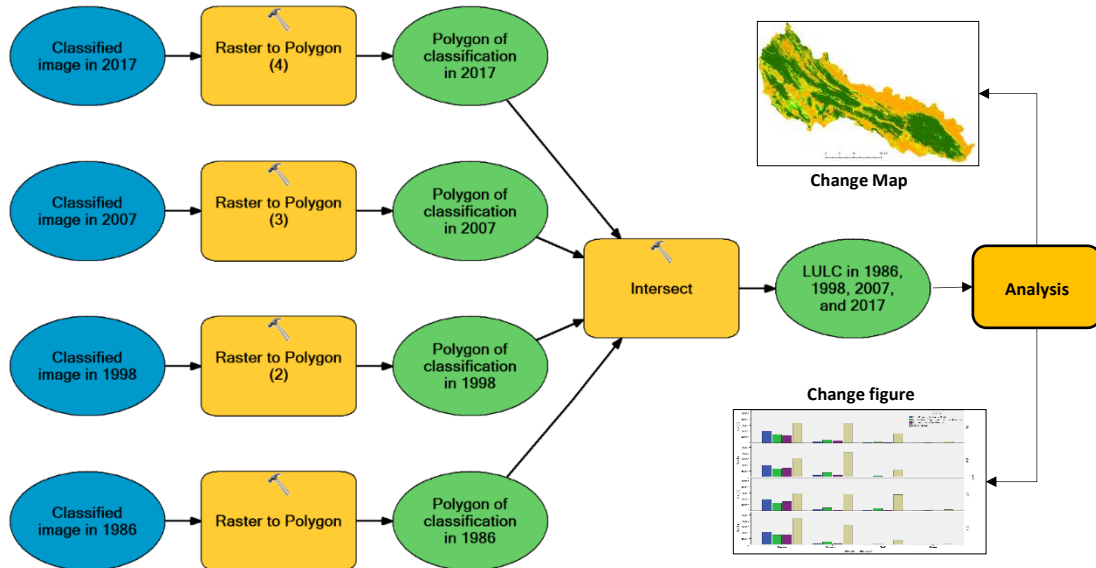 Classified
image in 2017
Raster to Polygon
(4)
Polygon of
classification
in 2017
Change Map
Classified
image in 2007
Raster to Polygon
(3)
Polygon of
classification
in 2007
Intersect
LULC in 1986,
1998, 2007,
and 2017
Analysis
Classified
image in 1998
Raster to Polygon
(2)
Polygon of
classification
in 1998
Change figure
Classified
image in 1986
Raster to Polygon
Polygon of
classification
in 1986